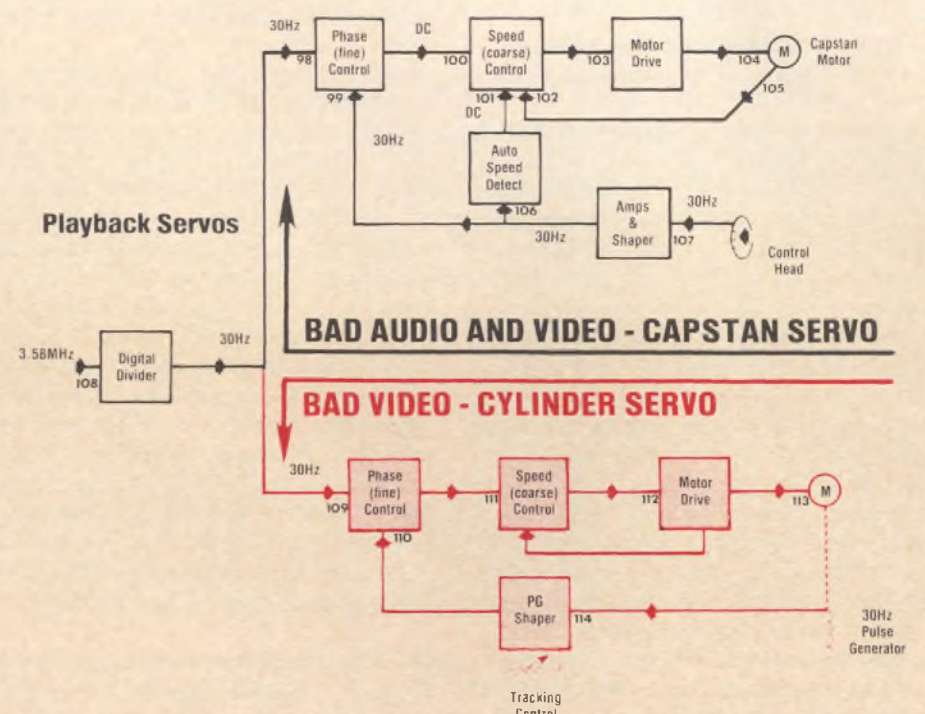 30Hz
98
Phase
(fine)
Control
99
DC
100
Speed
(coarse)
Control
101
102
103
Motor
Drive
104
M
Capstan
Motor
105
DC
30Hz
Auto
Speed
Detect
106
30Hz
Amps
&
Shaper
107
30Hz
Control
Head
Playback Servos
BAD AUDIO AND VIDEO - CAPSTAN SERVO
3.58MHz
108
Digital
Divider
30Hz
BAD VIDEO - CYLINDER SERVO
30Hz
109
Phase
(fine)
Control
110
111
Speed
(coarse)
Control
112
Motor
Drive
113
M
PG
Shaper
114
30Hz
Pulse
Generator
Tracking
Control